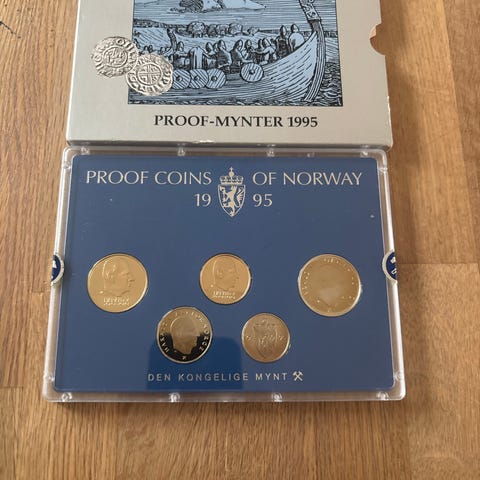 PROOF-MYNTER 1995
PROOF COINS OF NORWAY
19 95
DEN KONGELIGE MYNT